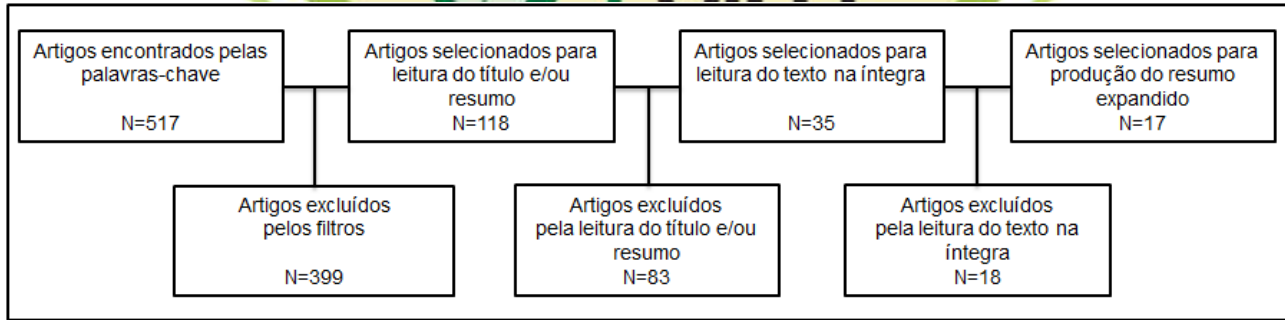 Artigos encontrados pelas
palavras-chave
N=517
Artigos selecionados para
leitura do título e/ou
resumo
N=118
Artigos selecionados para
leitura do texto na íntegra
N=35
Artigos selecionados para
produção do resumo
expandido
N=17
Artigos excluídos
pelos filtros
N=399
Artigos excluídos
pela leitura do título e/ou
resumo
N=83
Artigos excluídos
pela leitura do texto na
íntegra
N=18